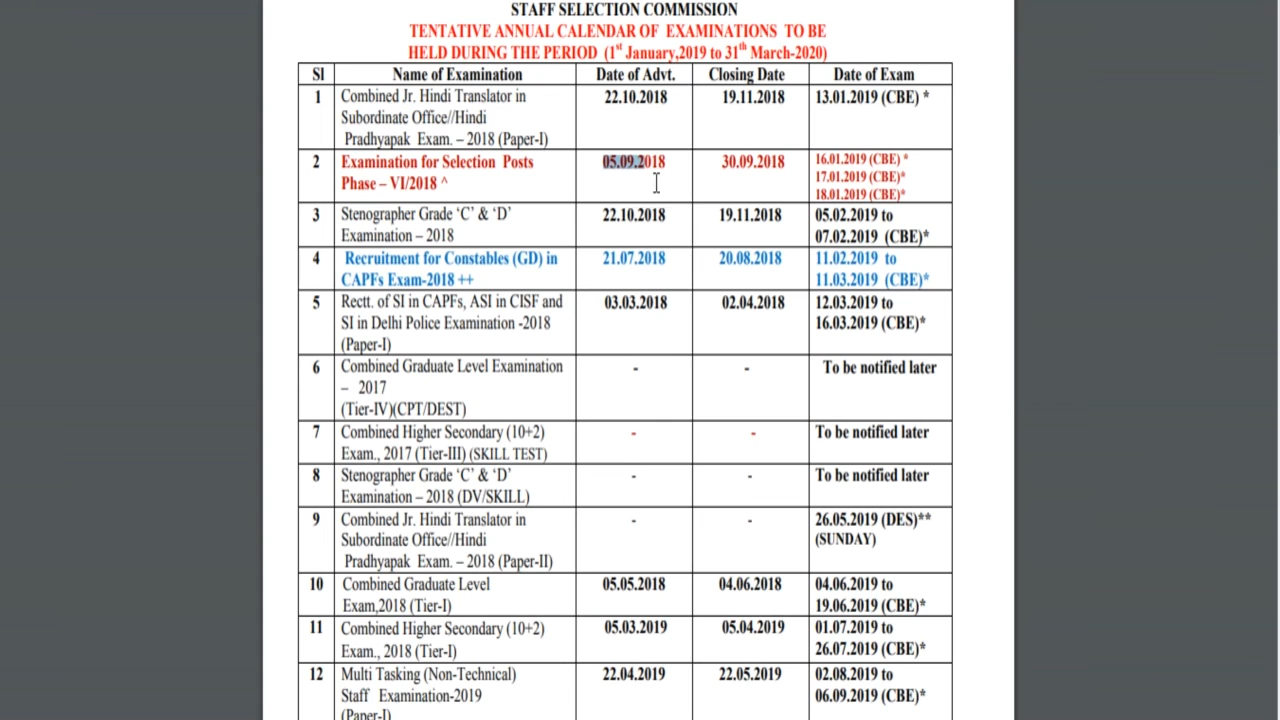 STAFF SELECTION COMMISSION
TENTATIVE ANNUAL CALENDAR OF EXAMINATIONS TO BE
HELD DURING THE PERIOD (1st January,2019 to 31th March-2020)
Sl Name of Examination Date of Advt. Closing Date Date of Exam
1 Combined Jr. Hindi Translator in 22.10.2018 19.11.2018 13.01.2019 (CBE) *
Subordinate Office//Hindi
Pradhyapak Exam. – 2018 (Paper-I)
2 Examination for Selection Posts 05.09.2018 30.09.2018 16.01.2019 (CBE) *
Phase – VI/2018 ^ 17.01.2019 (CBE)*
18.01.2019 (CBE)*
3 Stenographer Grade ‘C’ & ‘D’ 22.10.2018 19.11.2018 05.02.2019 to
Examination – 2018 07.02.2019 (CBE)*
4 Recruitment for Constables (GD) in 21.07.2018 20.08.2018 11.02.2019 to
CAPFs Exam-2018 ++ 11.03.2019 (CBE)*
5 Rectt. of SI in CAPFs, ASI in CISF and 03.03.2018 02.04.2018 12.03.2019 to
SI in Delhi Police Examination -2018 16.03.2019 (CBE)*
(Paper-I)
6 Combined Graduate Level Examination - - To be notified later
– 2017
(Tier-IV)(CPT/DEST)
7 Combined Higher Secondary (10+2) - - To be notified later
Exam., 2017 (Tier-III) (SKILL TEST)
8 Stenographer Grade ‘C’ & ‘D’ - - To be notified later
Examination – 2018 (DV/SKILL)
9 Combined Jr. Hindi Translator in - - 26.05.2019 (DES)**
Subordinate Office//Hindi (SUNDAY)
Pradhyapak Exam. – 2018 (Paper-II)
10 Combined Graduate Level 05.05.2018 04.06.2018 04.06.2019 to
Exam,2018 (Tier-I) 19.06.2019 (CBE)*
11 Combined Higher Secondary (10+2) 05.03.2019 05.04.2019 01.07.2019 to
Exam., 2018 (Tier-I) 26.07.2019 (CBE)*
12 Multi Tasking (Non-Technical) 22.04.2019 22.05.2019 02.08.2019 to
Staff Examination-2019 06.09.2019 (CBE)*
(Paper-I)